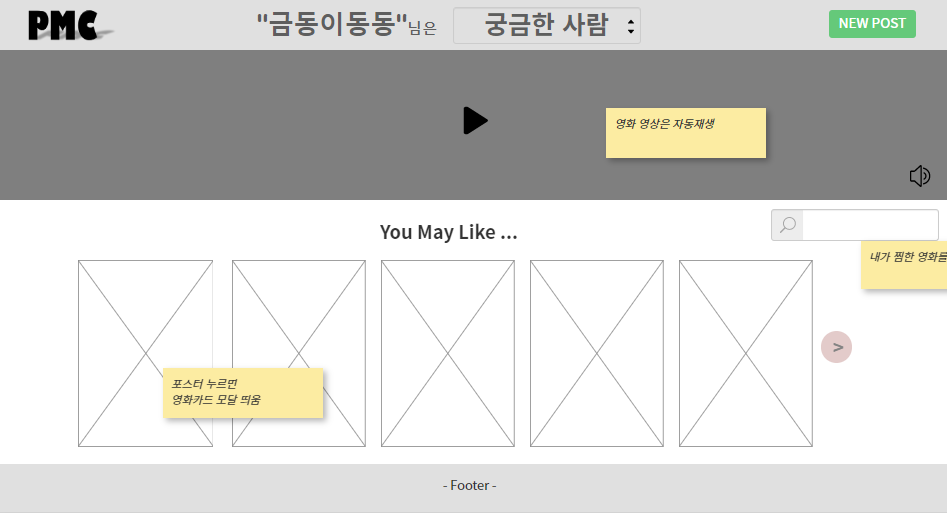 PMC
"금동이동동"님은 궁금한 사람
NEW POST
영화 영상은 자동재생
You May Like ...
내가 찜한 영화를
>
포스터 누르면
영화카드 모달 띄움
- Footer -